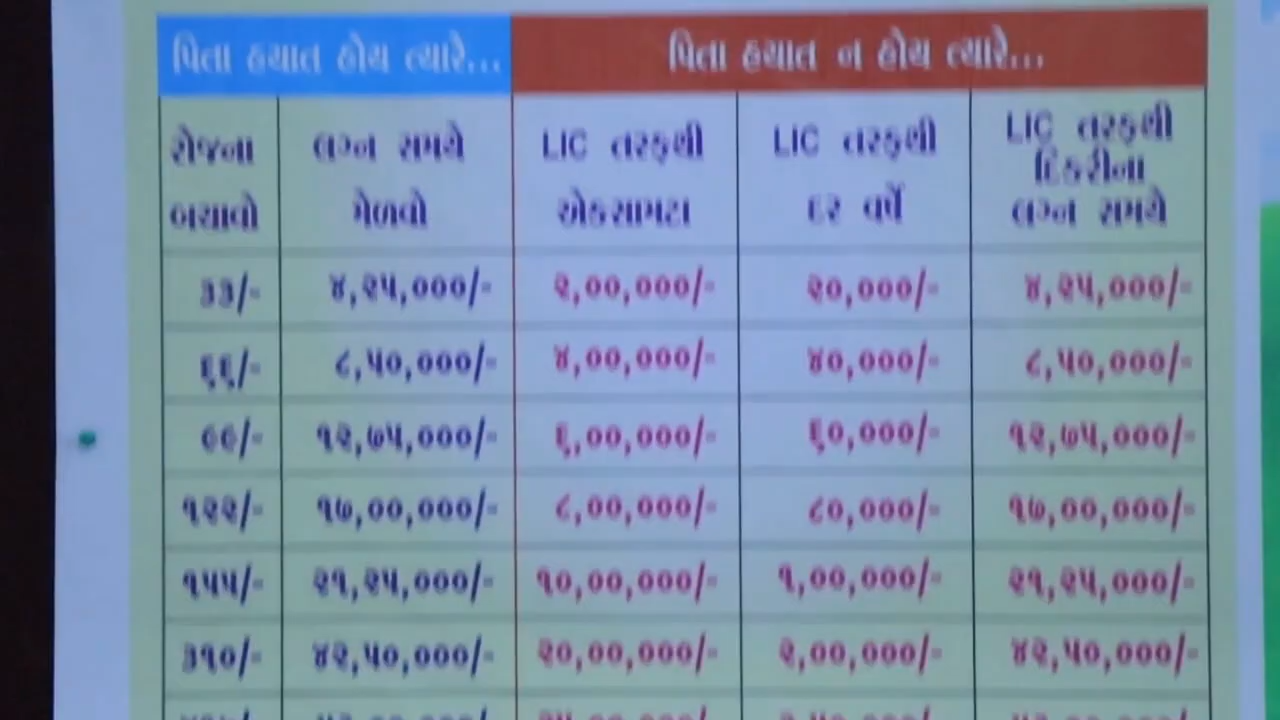 પિતા હયાત હોય ત્યારે... પિતા હયાત ન હોય ત્યારે...
રોજના બચાવો લગ્ન સમયે મેળવો LIC તરફથી એકસામટા LIC તરફથી દર વર્ષે LIC તરફથી દિકરીના લગ્ન સમયે
૩૩/- ૪,૨૫,૦૦૦/- ૨,૦૦,૦૦૦/- ૨૦,૦૦૦/- ૪,૨૫,૦૦૦/-
૬૬/- ૮,૫૦,૦૦૦/- ૪,૦૦,૦૦૦/- ૪૦,૦૦૦/- ૮,૫૦,૦૦૦/-
૯૯/- ૧૨,૭૫,૦૦૦/- ૬,૦૦,૦૦૦/- ૬૦,૦૦૦/- ૧૨,૭૫,૦૦૦/-
૧૨૨/- ૧૭,૦૦,૦૦૦/- ૮,૦૦,૦૦૦/- ૮૦,૦૦૦/- ૧૭,૦૦,૦૦૦/-
૧૫૫/- ૨૧,૨૫,૦૦૦/- ૧૦,૦૦,૦૦૦/- ૧,૦૦,૦૦૦/- ૨૧,૨૫,૦૦૦/-
૩૧૦/- ૪૨,૫૦,૦૦૦/- ૨૦,૦૦,૦૦૦/- ૨,૦૦,૦૦૦/- ૪૨,૫૦,૦૦૦/-